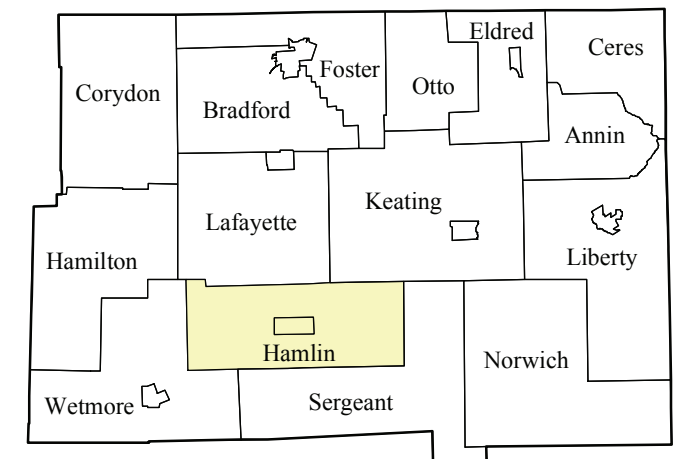 Eldred
Ceres
Foster
Otto
Corydon
Bradford
Annin
Keating
Lafayette
Hamilton
Liberty
Hamlin
Norwich
Wetmore
Sergeant